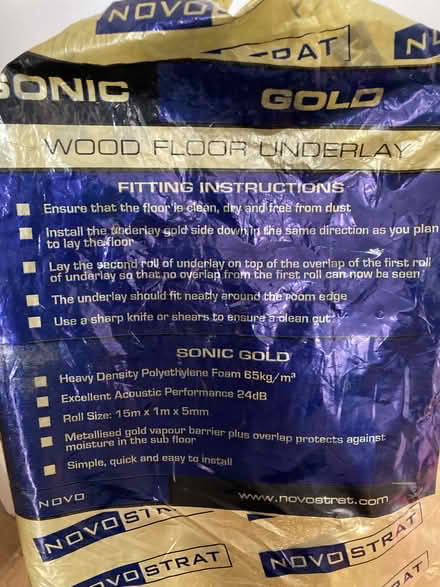 NOVO
NOVO
STRAT
SONIC GOLD
WOOD FLOOR UNDERLAY
FITTING INSTRUCTIONS
Ensure that the floor is clean, dry and free from dust
Install the underlay gold side down in the same direction as you plan
to lay the floor
Lay the second roll of underlay on top of the overlap of the first roll
of underlay so that no overlap from the first roll can now be seen
The underlay should fit neatly around the room edge
Use a sharp knife or shears to ensure a clean cut
SONIC GOLD
Heavy Density Polyethylene Foam 65kg/m³
Excellent Acoustic Performance 24dB
Roll Size: 15m x 1m x 5mm
Metallised gold vapour barrier plus overlap protects against
moisture in the sub floor
Simple, quick and easy to install
NOVO
www.novostrat.com
NOVOSTRAT
NOVOSTRAT
NOVOSTRAT
NOVOSTRAT